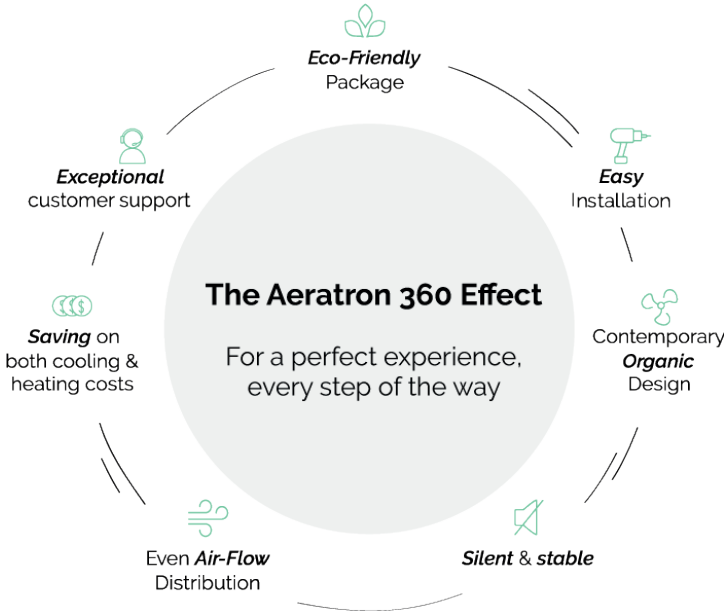 Eco-Friendly
Package
Easy
Installation
Contemporary
Organic
Design
Silent & stable
Even Air-Flow
Distribution
Saving on
both cooling &
heating costs
Exceptional
customer support
The Aeratron 360 Effect
For a perfect experience,
every step of the way